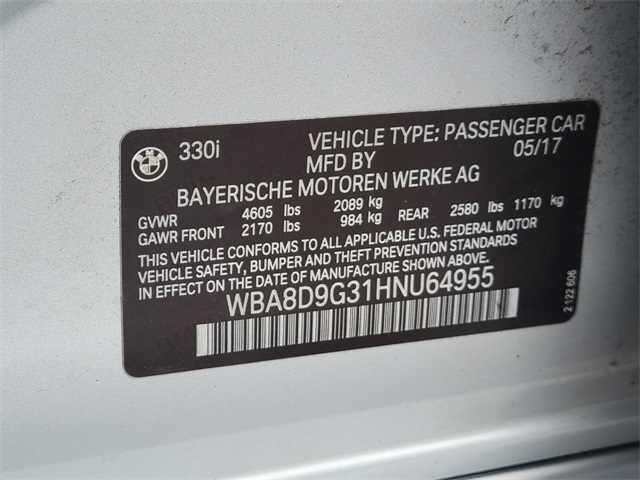 BMW
330i
VEHICLE TYPE: PASSENGER CAR
MFD BY 05/17
BAYERISCHE MOTOREN WERKE AG
GVWR 4605 lbs 2089 kg
GAWR FRONT 2170 lbs 984 kg REAR 2580 lbs 1170 kg
THIS VEHICLE CONFORMS TO ALL APPLICABLE U.S. FEDERAL MOTOR
VEHICLE SAFETY, BUMPER AND THEFT PREVENTION STANDARDS
IN EFFECT ON THE DATE OF MANUFACTURE SHOWN ABOVE.
WBA8D9G31HNU64955
2 122 606